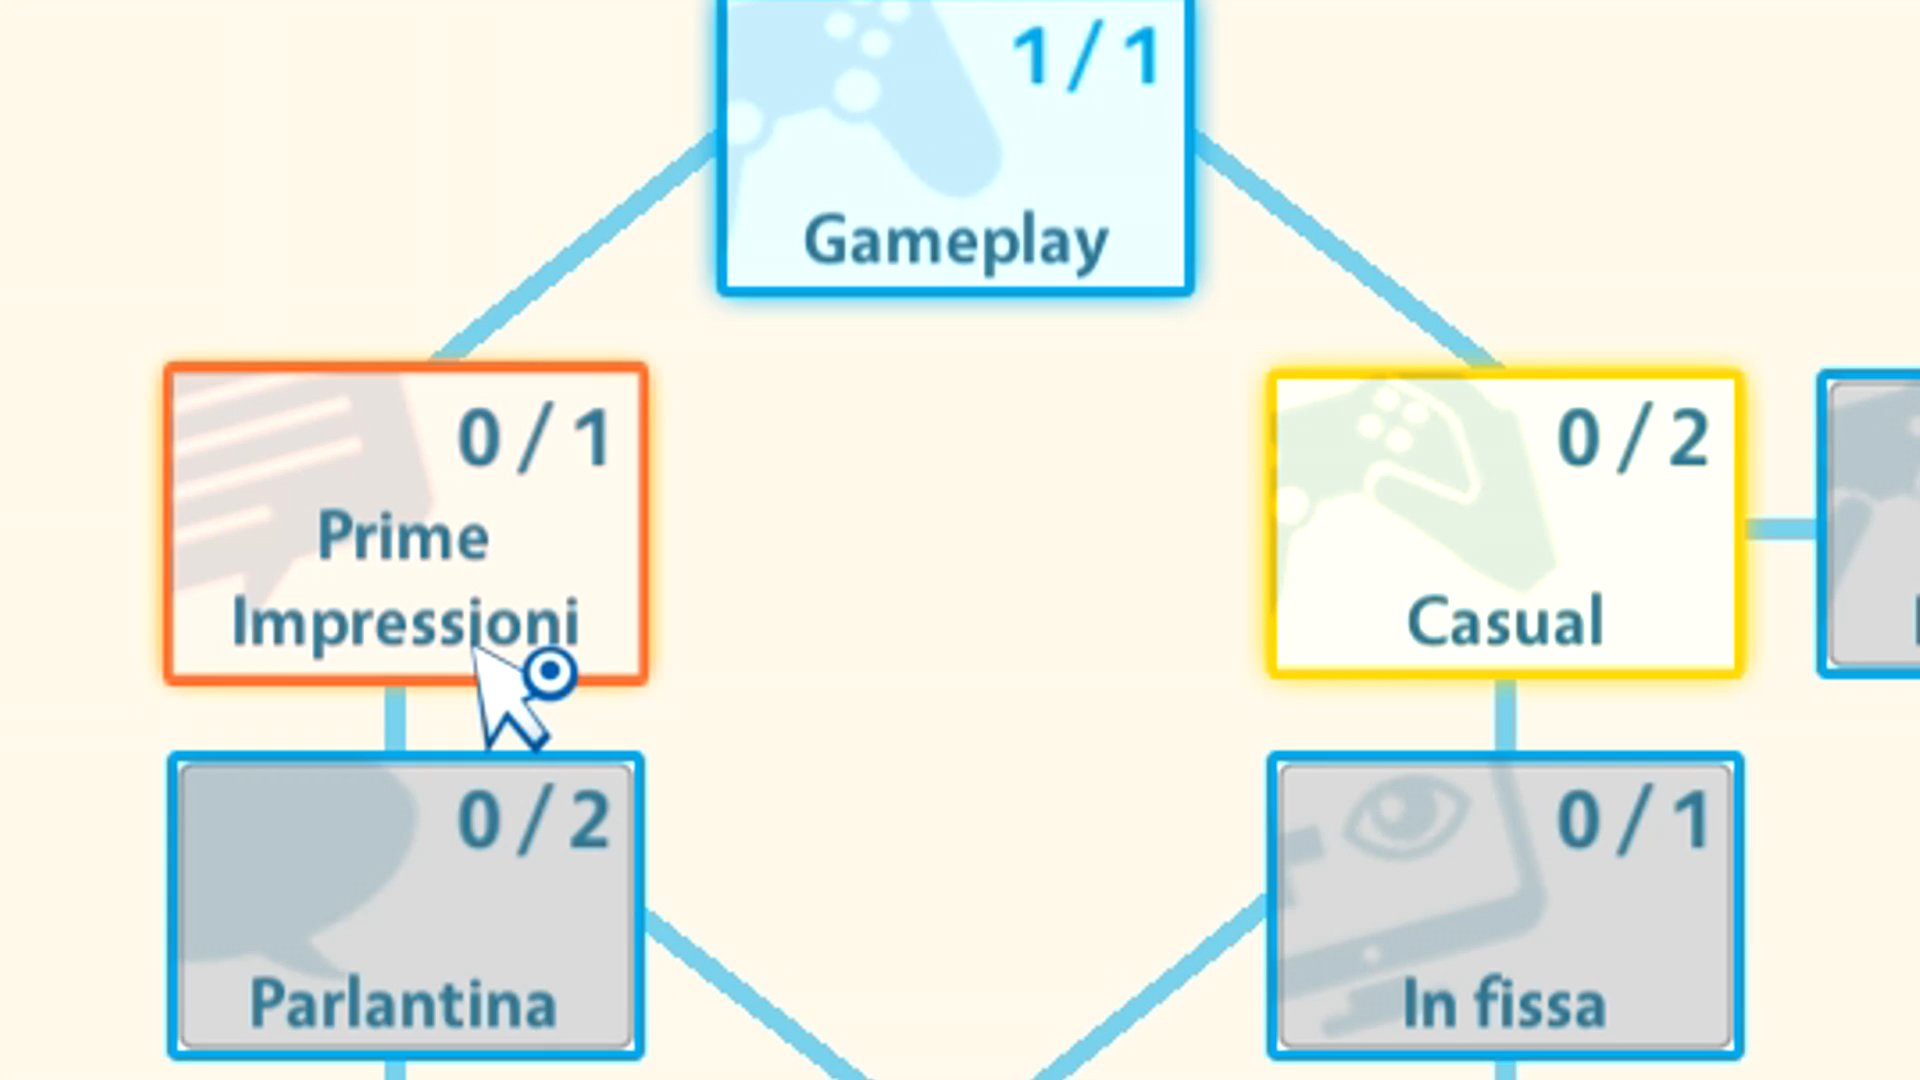 1/1
Gameplay
0/1
Prime
Impressioni
0/2
Casual
0/2
Parlantina
0/1
In fissa